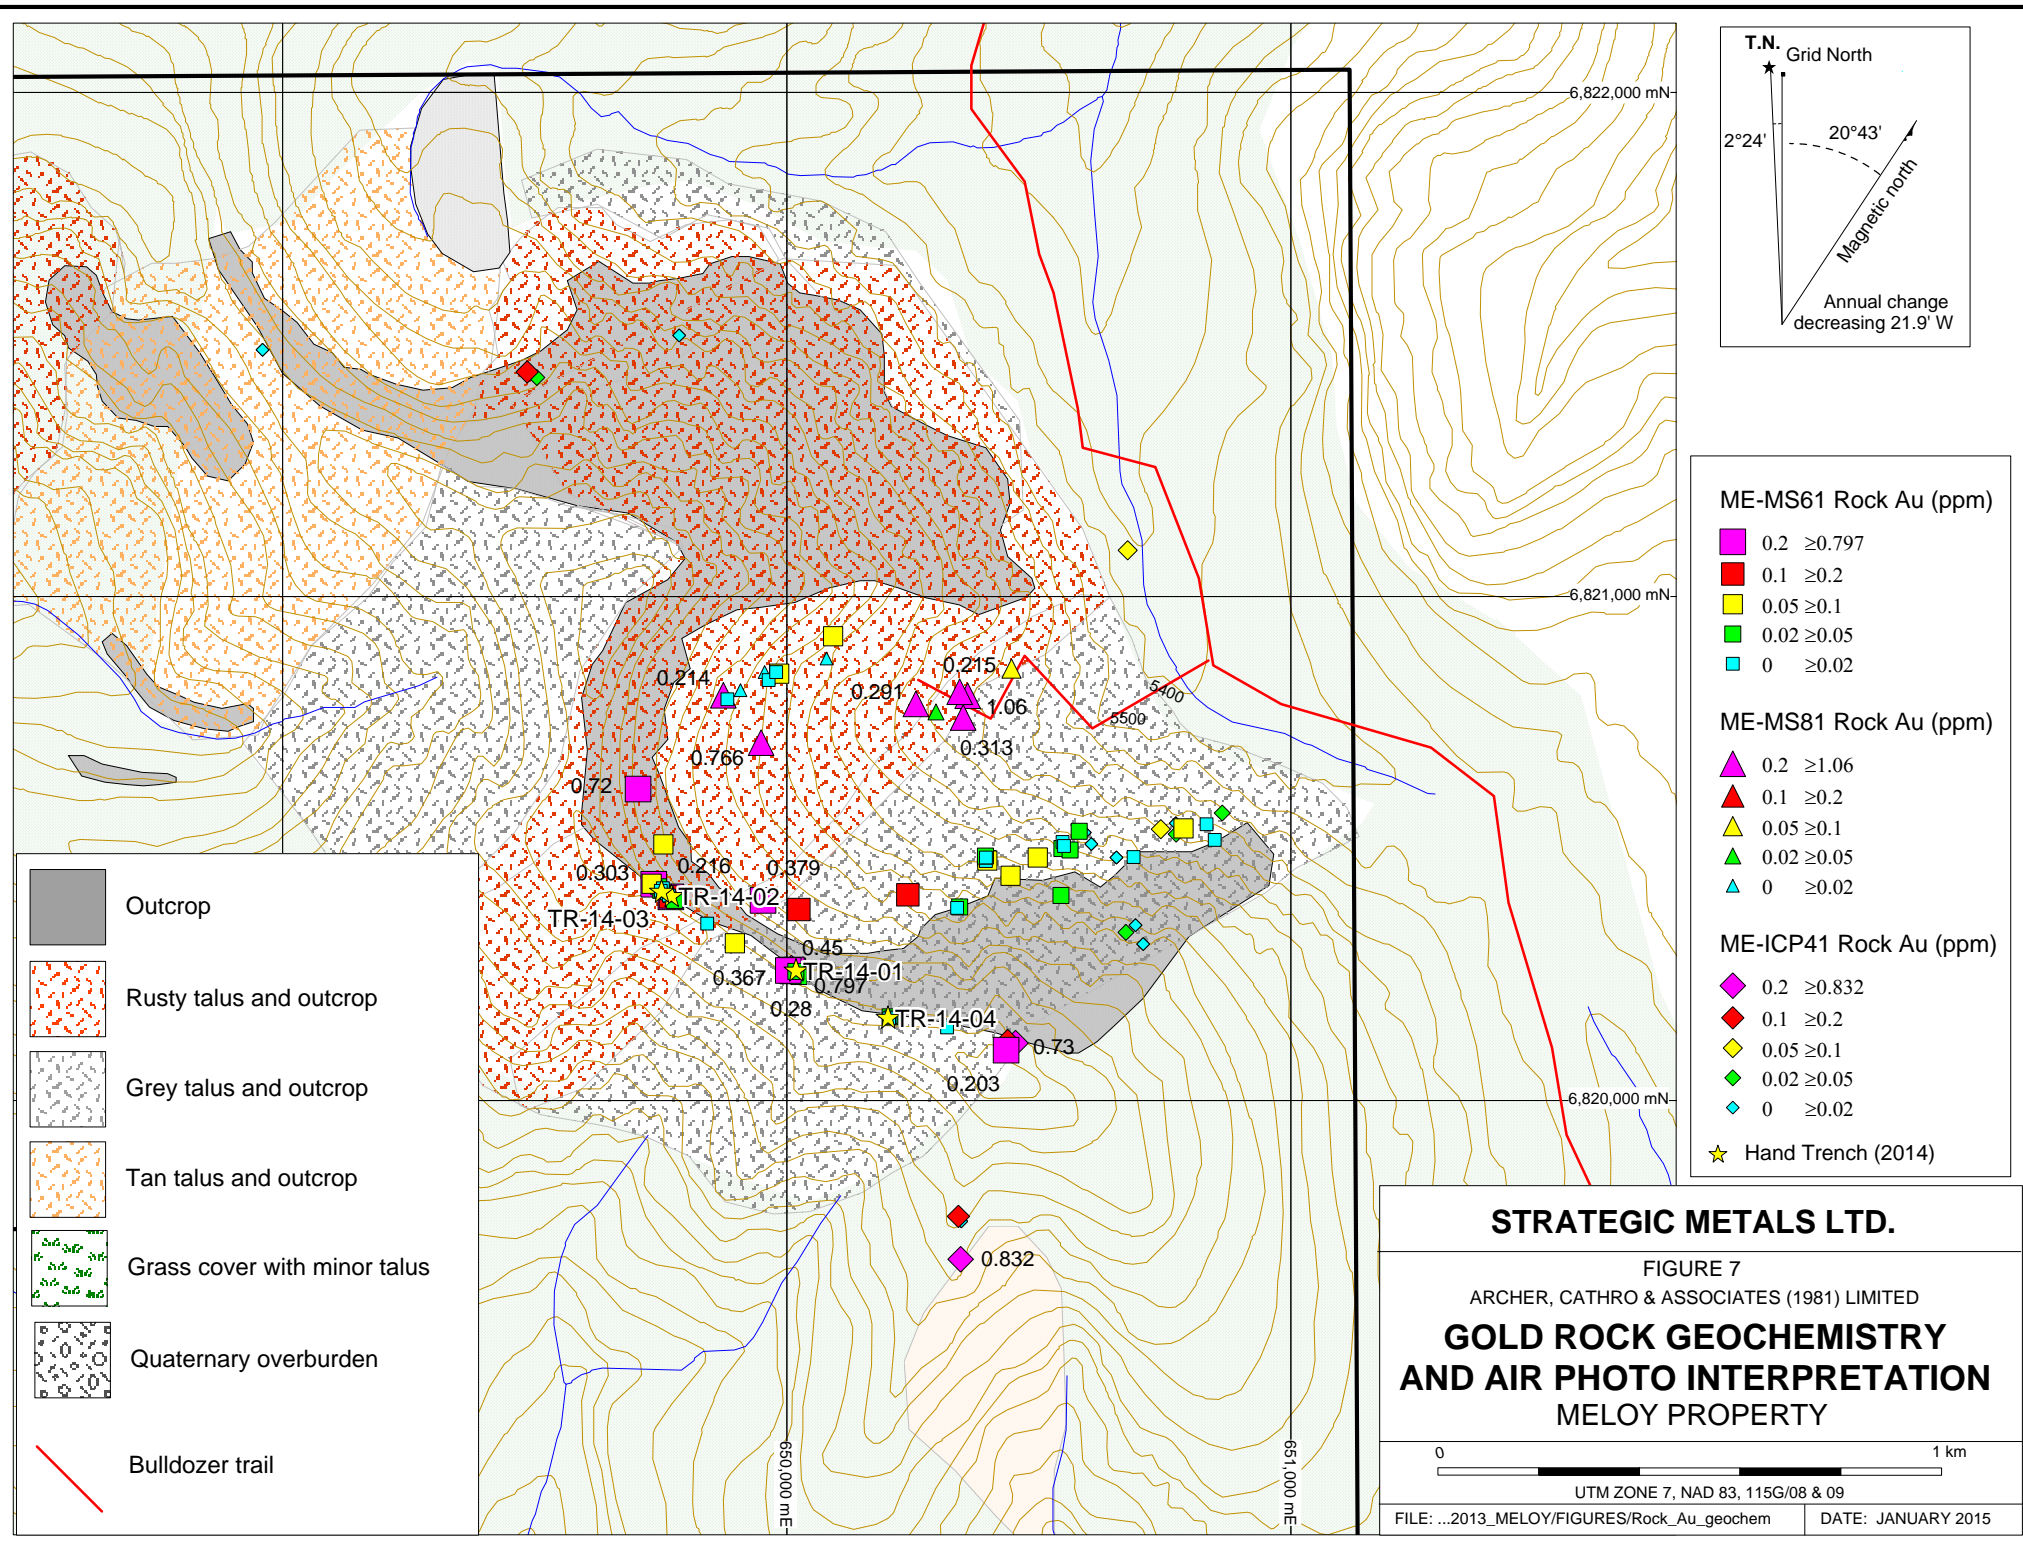 T.N.
Grid North
2°24'
20°43'
Magnetic north
Annual change
decreasing 21.9' W
6,822,000 mN
6,821,000 mN
6,820,000 mN
650,000 mE
651,000 mE
0.214
0.215
0.291
1.06
0.313
0.766
5400
5500
0.72
0.303
0.216
0.379
TR-14-02
TR-14-03
0.45
TR-14-01
0.367
0.797
0.28
TR-14-04
0.73
0.203
0.832
ME-MS61 Rock Au (ppm)
0.2 ≥0.797
0.1 ≥0.2
0.05 ≥0.1
0.02 ≥0.05
0 ≥0.02
ME-MS81 Rock Au (ppm)
0.2 ≥1.06
0.1 ≥0.2
0.05 ≥0.1
0.02 ≥0.05
0 ≥0.02
ME-ICP41 Rock Au (ppm)
0.2 ≥0.832
0.1 ≥0.2
0.05 ≥0.1
0.02 ≥0.05
0 ≥0.02
Hand Trench (2014)
Outcrop
Rusty talus and outcrop
Grey talus and outcrop
Tan talus and outcrop
Grass cover with minor talus
Quaternary overburden
Bulldozer trail
STRATEGIC METALS LTD.
FIGURE 7
ARCHER, CATHRO & ASSOCIATES (1981) LIMITED
GOLD ROCK GEOCHEMISTRY
AND AIR PHOTO INTERPRETATION
MELOY PROPERTY
0 1 km
UTM ZONE 7, NAD 83, 115G/08 & 09
FILE: ...2013_MELOY/FIGURES/Rock_Au_geochem
DATE: JANUARY 2015